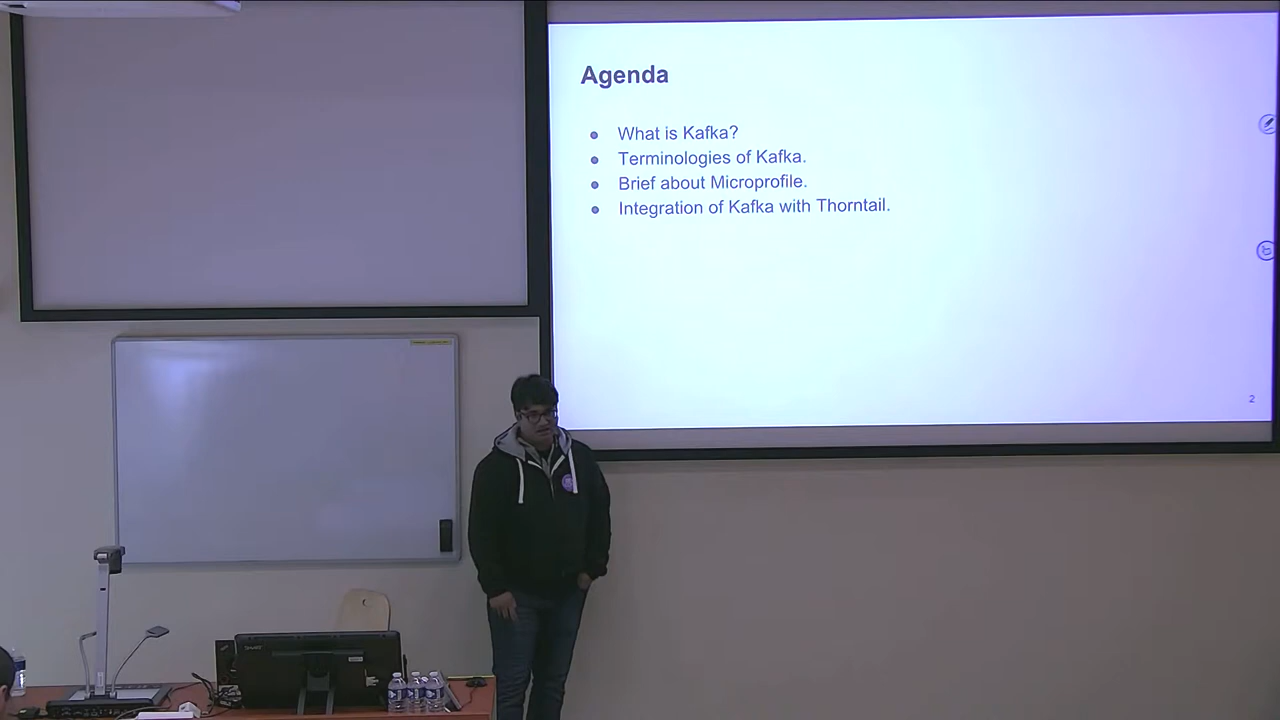 Agenda
● What is Kafka?
● Terminologies of Kafka.
● Brief about Microprofile.
● Integration of Kafka with Thorntail.
2